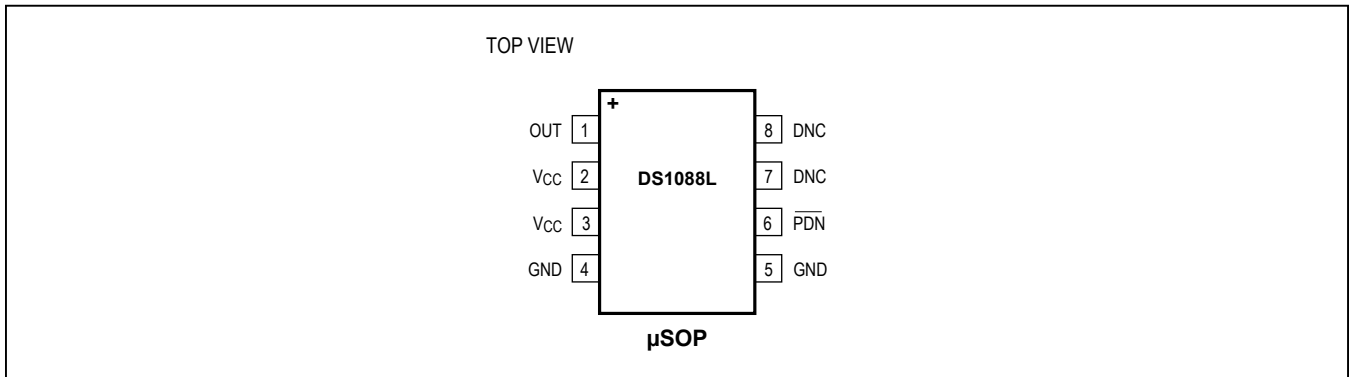 TOP VIEW
+
OUT 1 8 DNC
VCC 2 DS1088L 7 DNC
VCC 3 6 P̅D̅N̅
GND 4 5 GND
µSOP